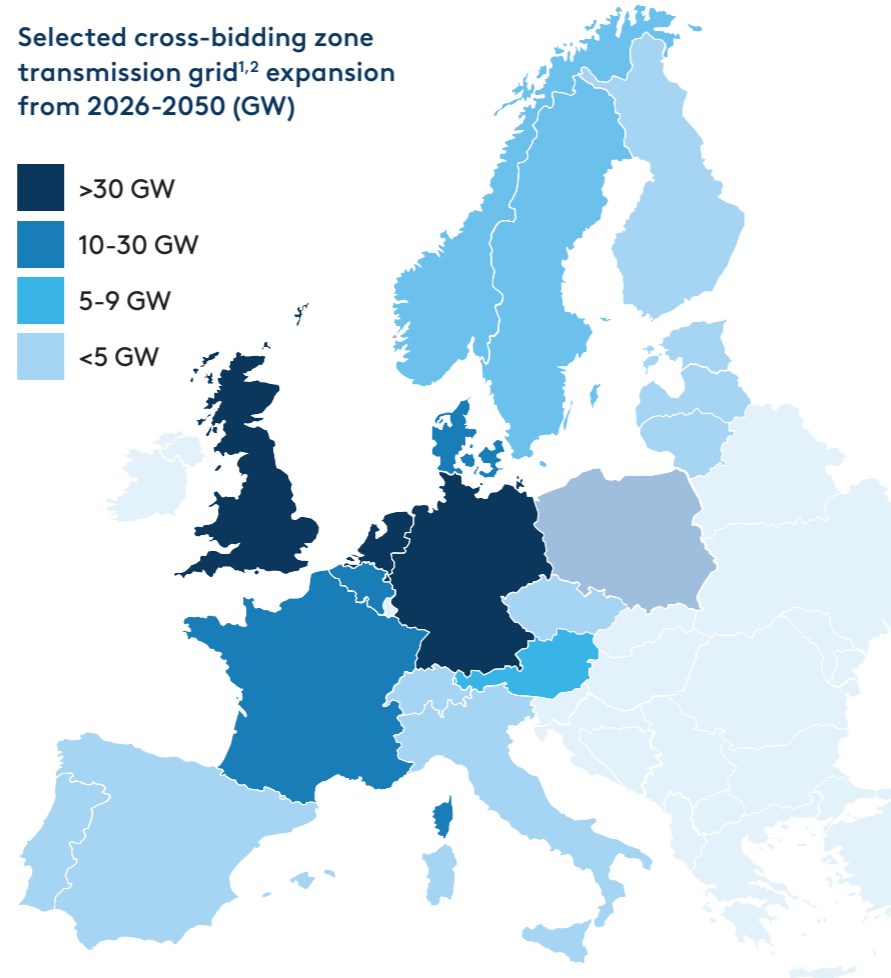 Selected cross-bidding zone
transmission grid¹,² expansion
from 2026-2050 (GW)
>30 GW
10-30 GW
5-9 GW
<5 GW